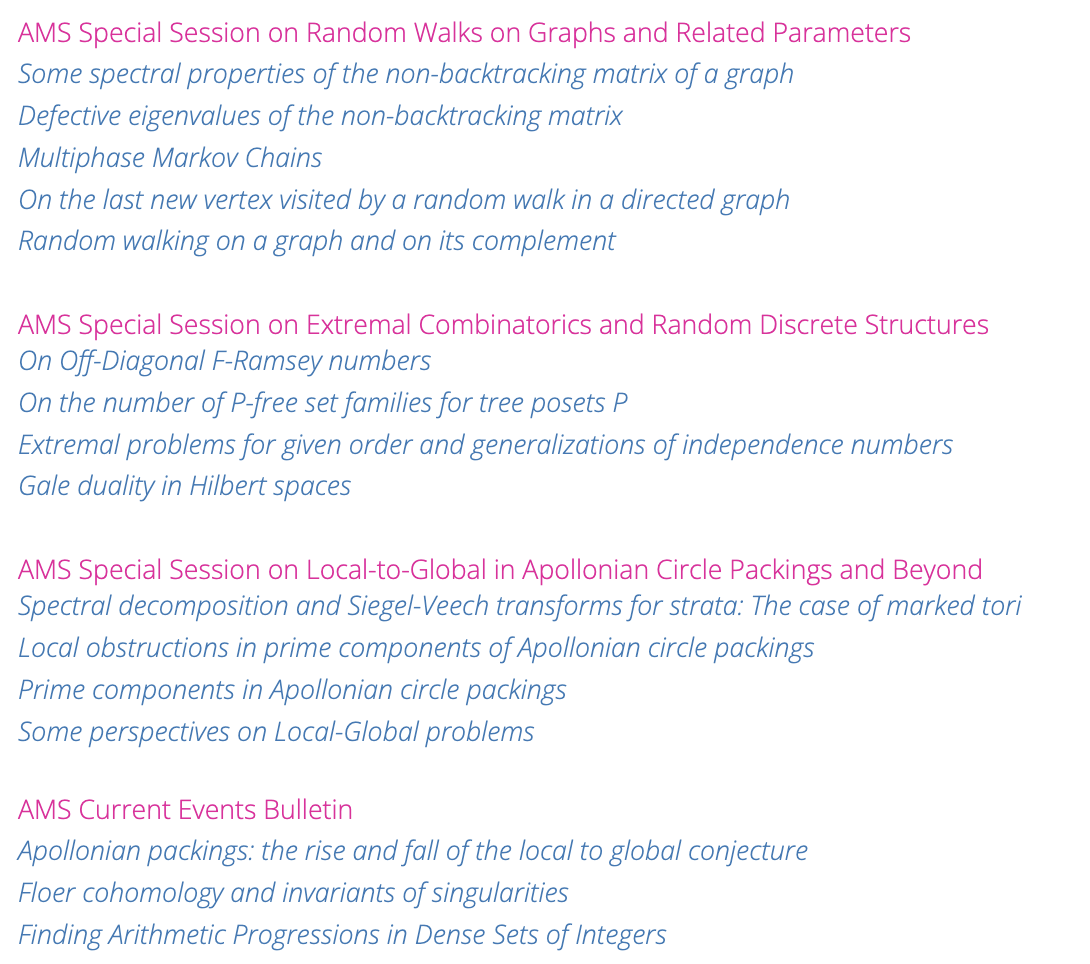 AMS Special Session on Random Walks on Graphs and Related Parameters
Some spectral properties of the non-backtracking matrix of a graph
Defective eigenvalues of the non-backtracking matrix
Multiphase Markov Chains
On the last new vertex visited by a random walk in a directed graph
Random walking on a graph and on its complement
AMS Special Session on Extremal Combinatorics and Random Discrete Structures
On Off-Diagonal F-Ramsey numbers
On the number of P-free set families for tree posets P
Extremal problems for given order and generalizations of independence numbers
Gale duality in Hilbert spaces
AMS Special Session on Local-to-Global in Apollonian Circle Packings and Beyond
Spectral decomposition and Siegel-Veech transforms for strata: The case of marked tori
Local obstructions in prime components of Apollonian circle packings
Prime components in Apollonian circle packings
Some perspectives on Local-Global problems
AMS Current Events Bulletin
Apollonian packings: the rise and fall of the local to global conjecture
Floer cohomology and invariants of singularities
Finding Arithmetic Progressions in Dense Sets of Integers